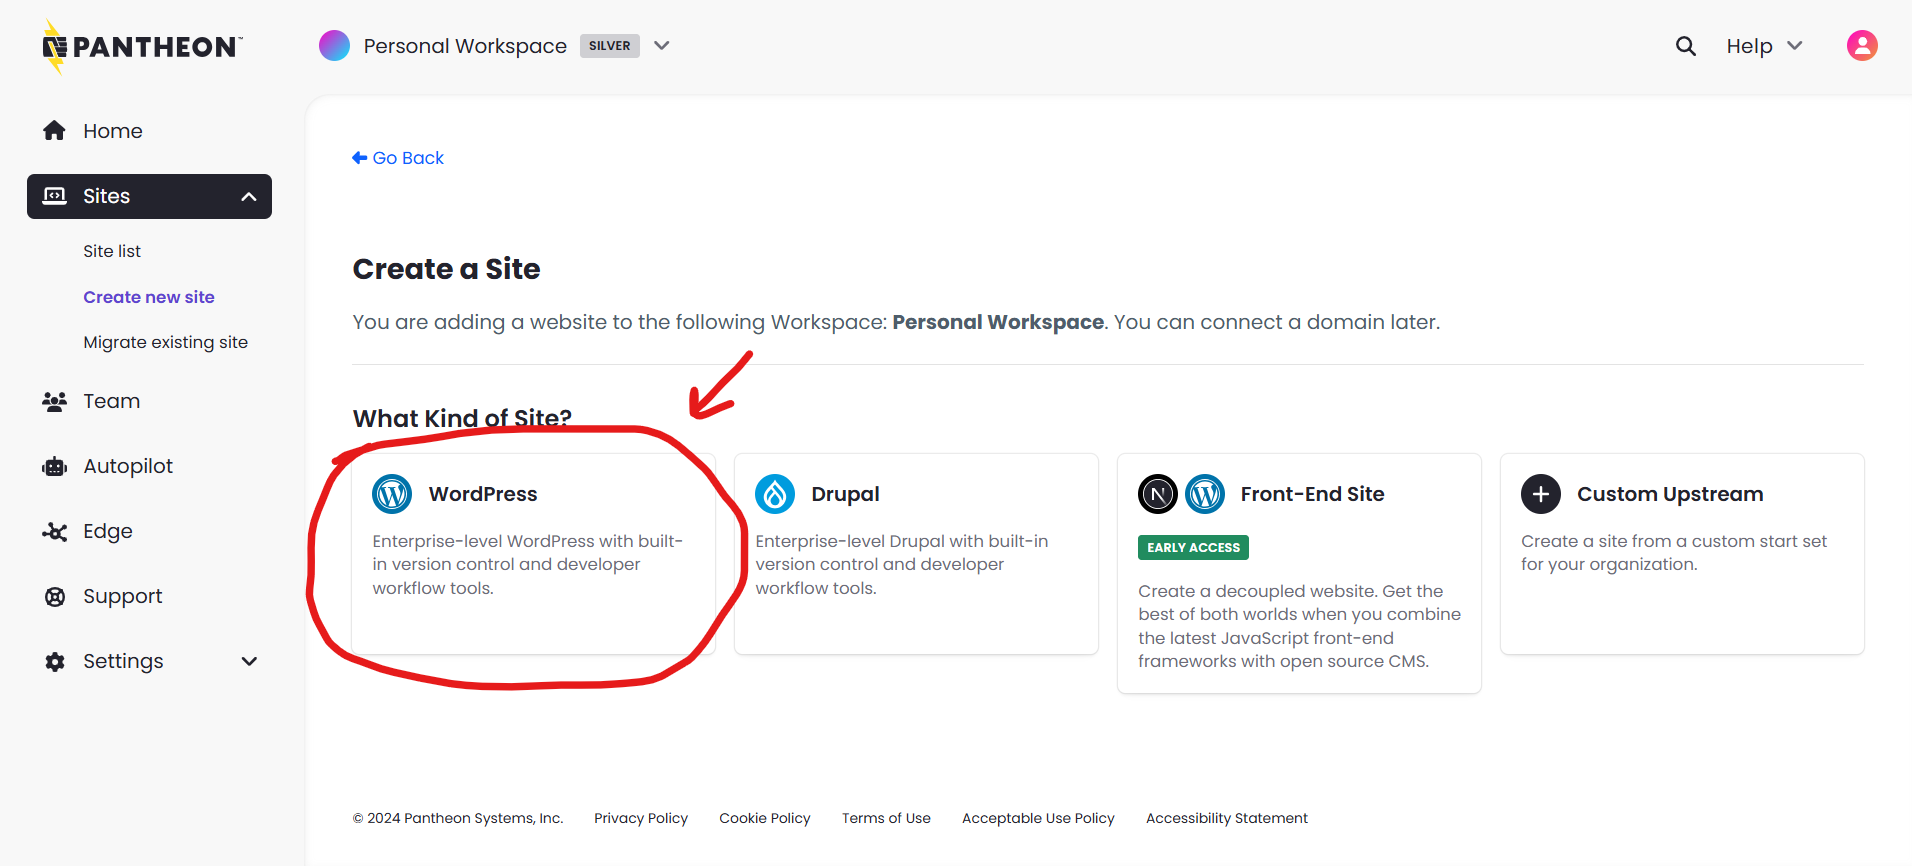 PANTHEON™
Personal Workspace SILVER
Help
Home
Sites
Site list
Create new site
Migrate existing site
Team
Autopilot
Edge
Support
Settings
Go Back
Create a Site
You are adding a website to the following Workspace: Personal Workspace. You can connect a domain later.
What Kind of Site?
WordPress
Enterprise-level WordPress with built-
in version control and developer
workflow tools.
Drupal
Enterprise-level Drupal with built-in
version control and developer
workflow tools.
Front-End Site
EARLY ACCESS
Create a decoupled website. Get the
best of both worlds when you combine
the latest JavaScript front-end
frameworks with open source CMS.
Custom Upstream
Create a site from a custom start set
for your organization.
© 2024 Pantheon Systems, Inc. Privacy Policy Cookie Policy Terms of Use Acceptable Use Policy Accessibility Statement